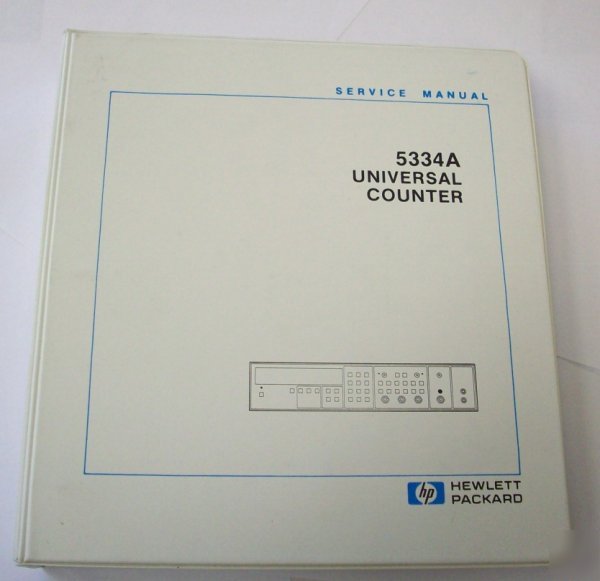 SERVICE MANUAL
5334A
UNIVERSAL
COUNTER
hp HEWLETT
PACKARD